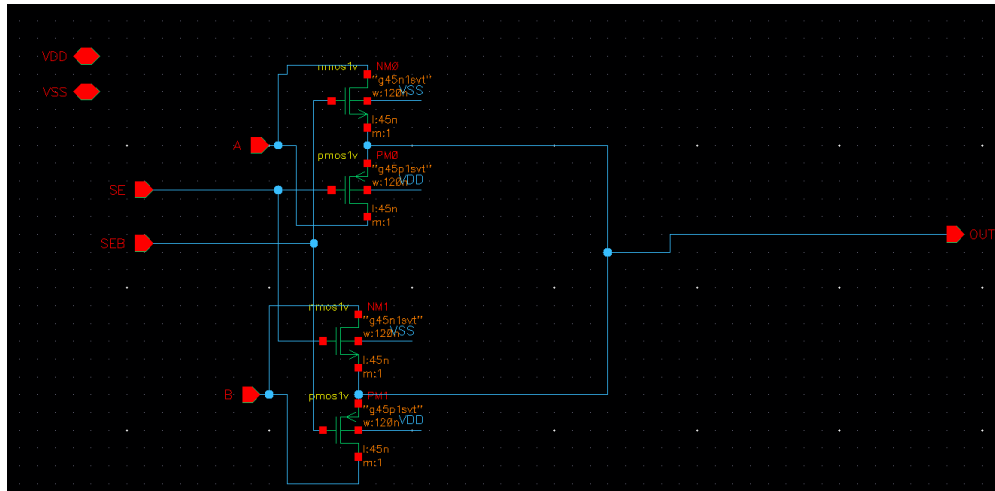 VDD
VSS
A
SE
SEB
B
OUT
nmos1v
NM0
"g45n1svt"
w:120n
VSS
l:45n
m:1
pmos1v
PM0
"g45p1svt"
w:120n
VDD
l:45n
m:1
nmos1v
NM1
"g45n1svt"
w:120n
VSS
l:45n
m:1
pmos1v
PM1
"g45p1svt"
w:120n
VDD
l:45n
m:1